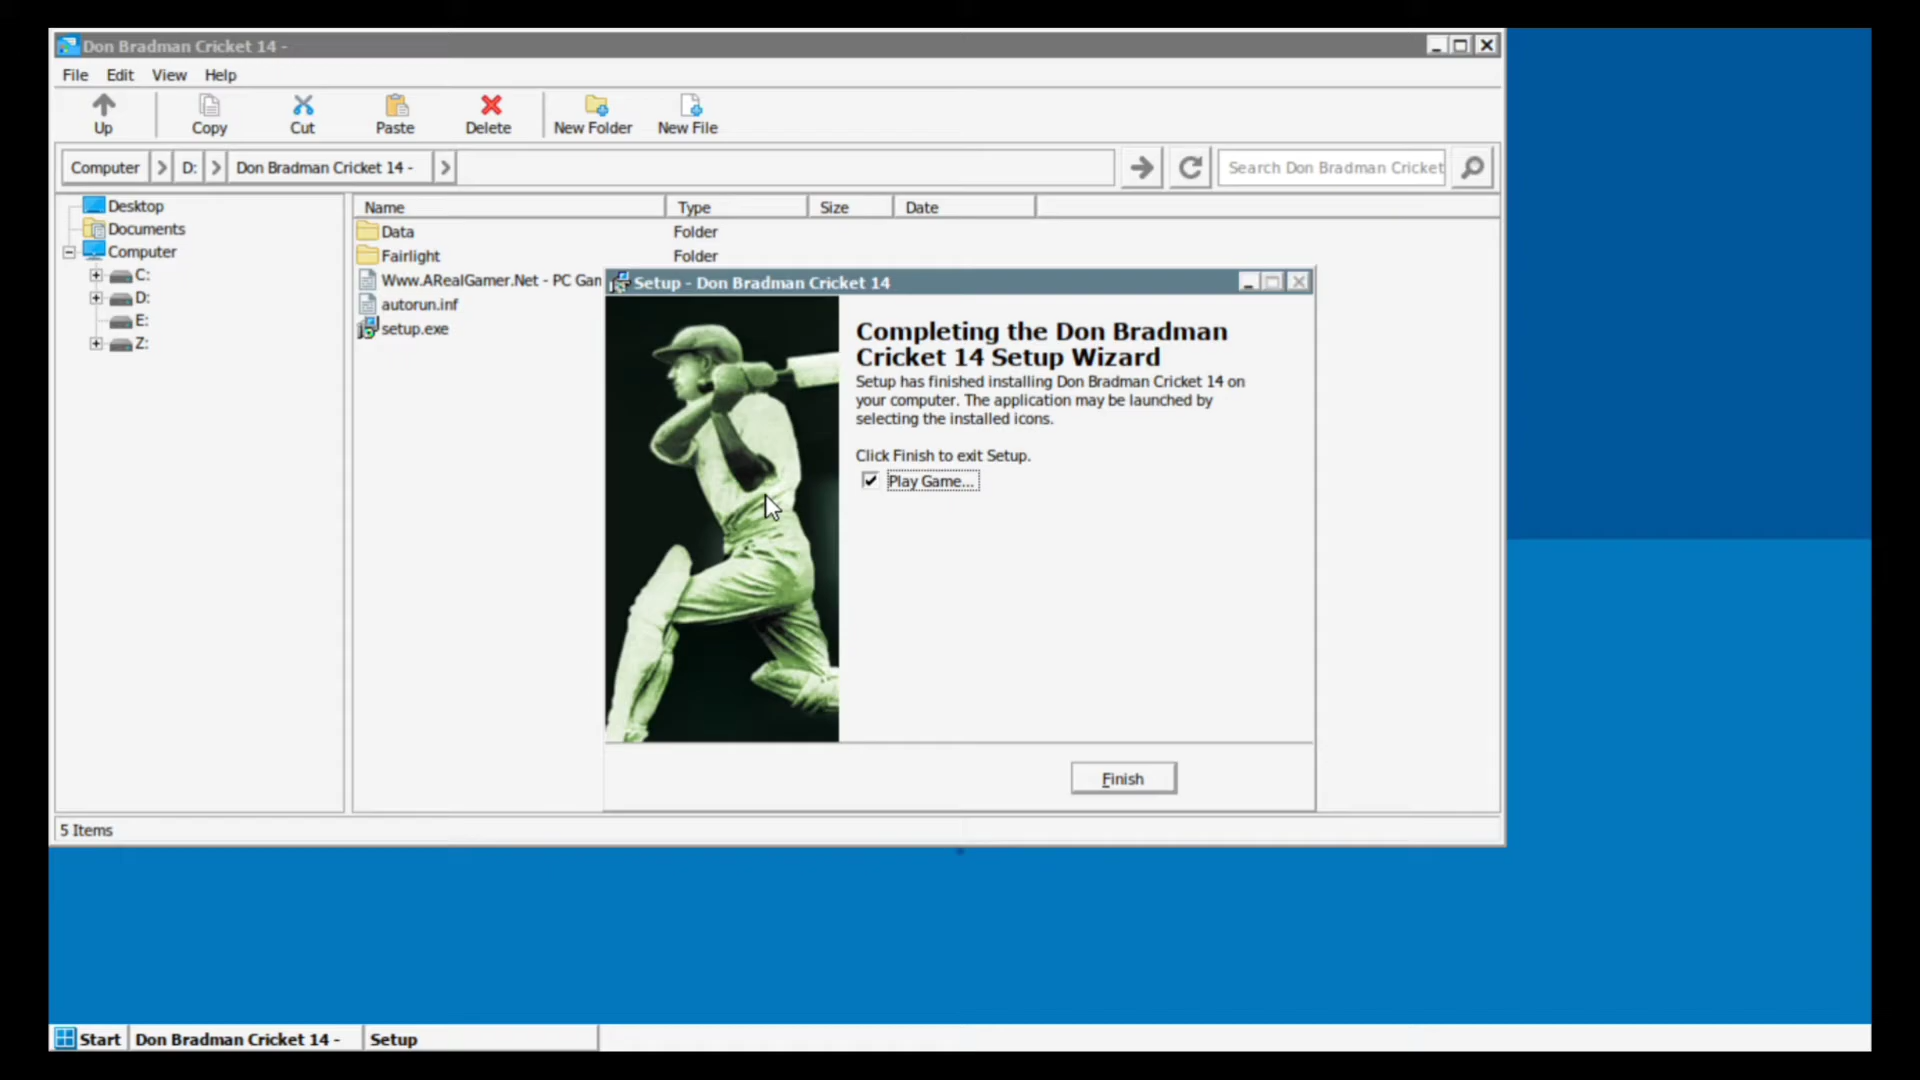 Don Bradman Cricket 14 -
File Edit View Help
Up Copy Cut Paste Delete New Folder New File
Computer D: Don Bradman Cricket 14 - Search Don Bradman Cricket
Desktop
Documents
Computer
C:
D:
E:
Z:
Name Type Size Date
Data Folder
Fairlight Folder
Www.ARealGamer.Net - PC Gan
autorun.inf
setup.exe
Setup - Don Bradman Cricket 14
Completing the Don Bradman
Cricket 14 Setup Wizard
Setup has finished installing Don Bradman Cricket 14 on
your computer. The application may be launched by
selecting the installed icons.
Click Finish to exit Setup.
Play Game...
Finish
5 Items
Start Don Bradman Cricket 14 - Setup